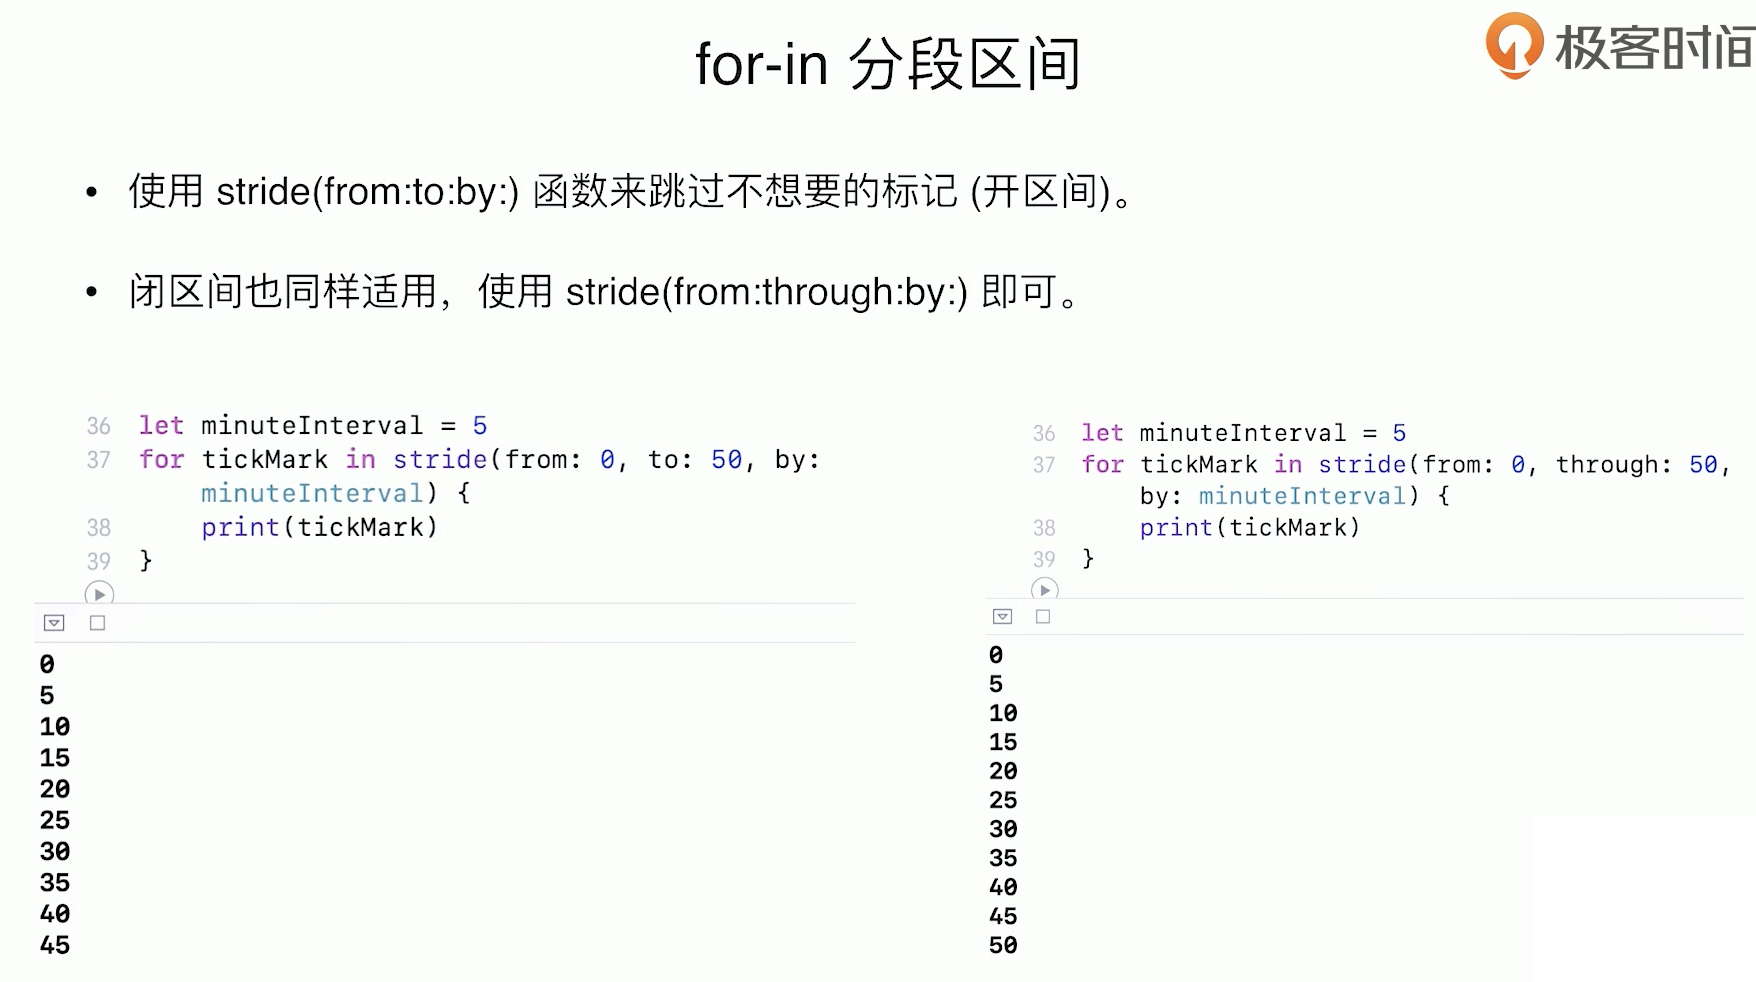 for-in 分段区间
极客时间
• 使用 stride(from:to:by:) 函数来跳过不想要的标记 (开区间)。
• 闭区间也同样适用，使用 stride(from:through:by:) 即可。
36 let minuteInterval = 5
37 for tickMark in stride(from: 0, to: 50, by:
minuteInterval) {
38 print(tickMark)
39 }
0
5
10
15
20
25
30
35
40
45
36 let minuteInterval = 5
37 for tickMark in stride(from: 0, through: 50,
by: minuteInterval) {
38 print(tickMark)
39 }
0
5
10
15
20
25
30
35
40
45
50